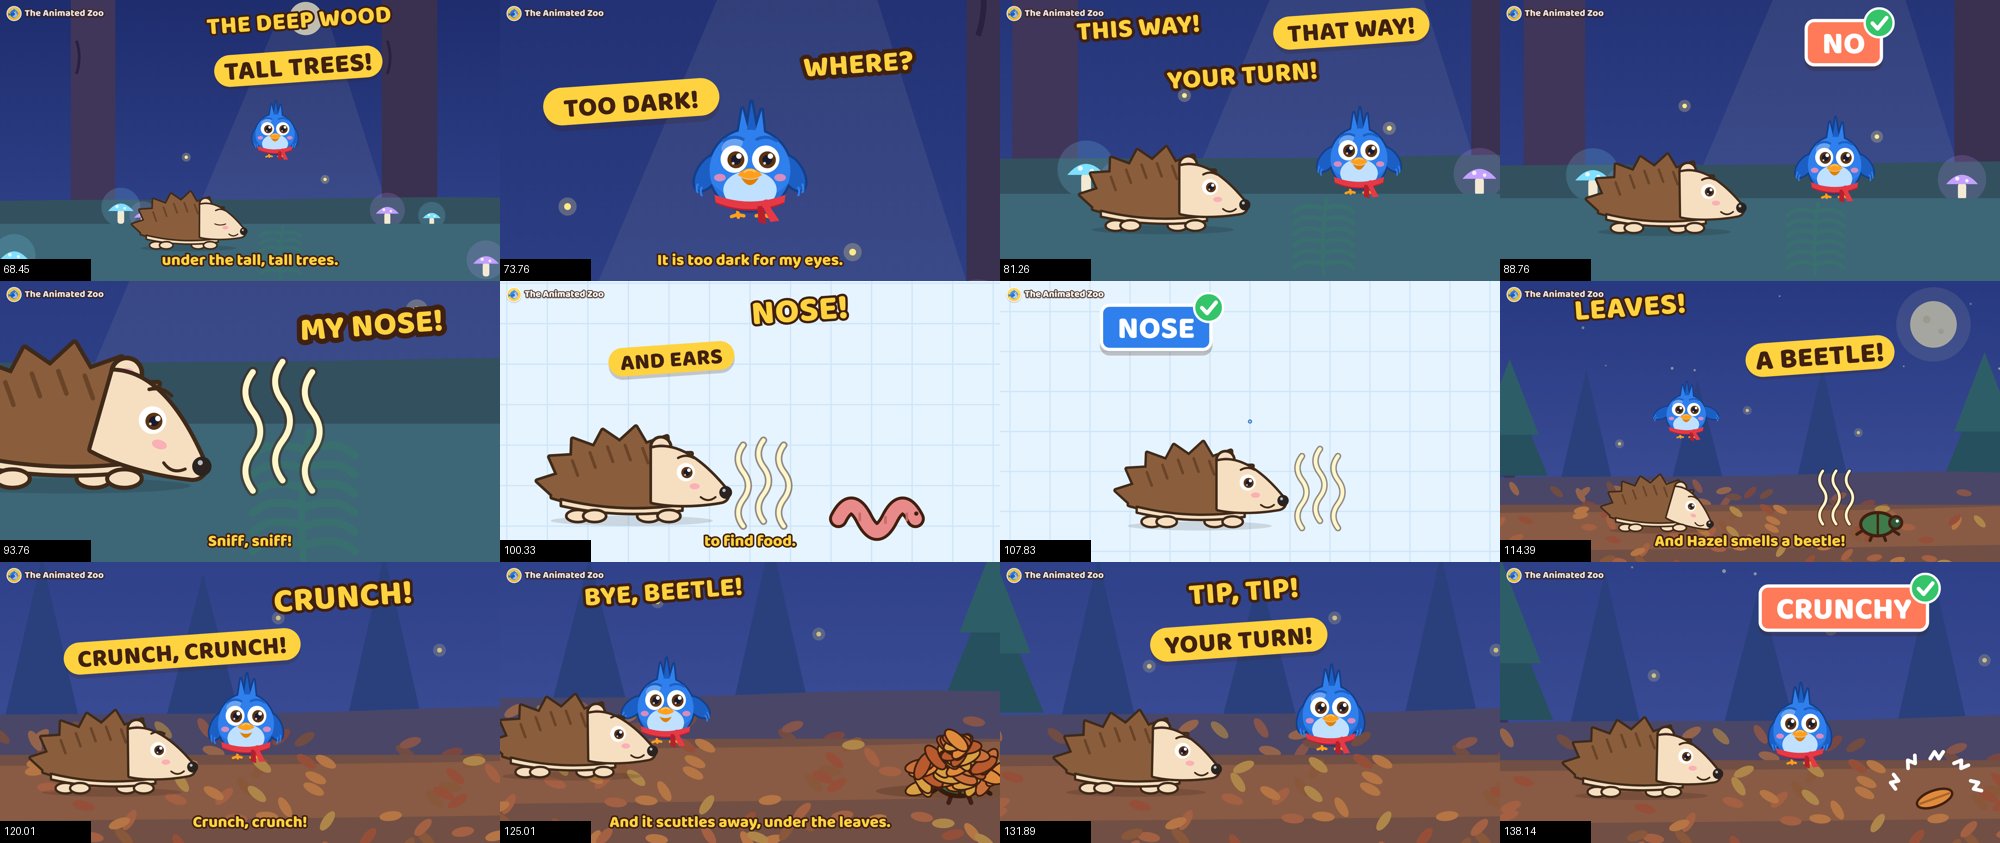 The Animated Zoo
THE DEEP WOOD
TALL TREES!
under the tall, tall trees.
68.45
The Animated Zoo
WHERE?
TOO DARK!
It is too dark for my eyes.
73.76
The Animated Zoo
THIS WAY!
THAT WAY!
YOUR TURN!
81.26
The Animated Zoo
NO
88.76
The Animated Zoo
MY NOSE!
Sniff, sniff!
93.76
The Animated Zoo
NOSE!
AND EARS
to find food.
100.33
The Animated Zoo
NOSE
107.83
The Animated Zoo
LEAVES!
A BEETLE!
And Hazel smells a beetle!
114.39
The Animated Zoo
CRUNCH!
CRUNCH, CRUNCH!
Crunch, crunch!
120.01
The Animated Zoo
BYE, BEETLE!
And it scuttles away, under the leaves.
125.01
The Animated Zoo
TIP, TIP!
YOUR TURN!
131.89
The Animated Zoo
CRUNCHY
138.14